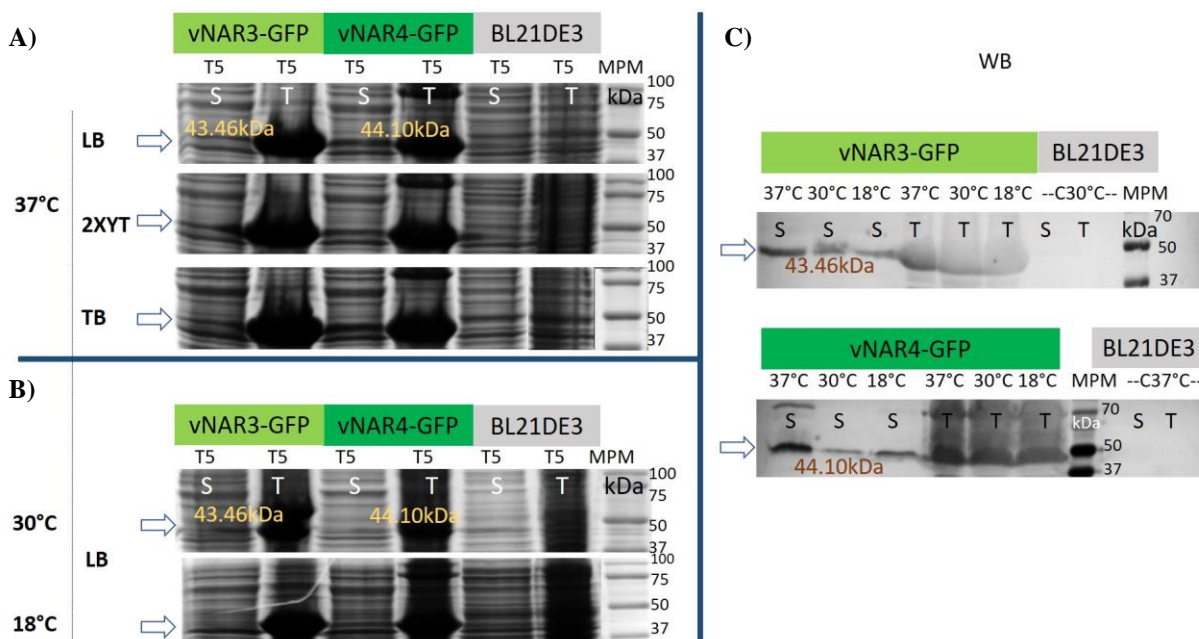 A)
vNAR3-GFP vNAR4-GFP BL21DE3
T5 T5 T5 T5 T5 T5 MPM
S T S T S T kDa
100
75
50
37
43.46kDa 44.10kDa
37°C
LB
2XYT
100
75
50
37
TB
100
75
50
37
B)
vNAR3-GFP vNAR4-GFP BL21DE3
T5 T5 T5 T5 T5 T5 MPM
S T S T S T kDa
100
75
50
37
43.46kDa 44.10kDa
30°C
LB
18°C
100
75
50
37
C)
WB
vNAR3-GFP BL21DE3
37°C 30°C 18°C 37°C 30°C 18°C --C30°C-- MPM
S S S T T T S T kDa
70
50
37
43.46kDa
vNAR4-GFP BL21DE3
37°C 30°C 18°C 37°C 30°C 18°C MPM --C37°C--
S S S T T T kDa S T
70
50
37
44.10kDa